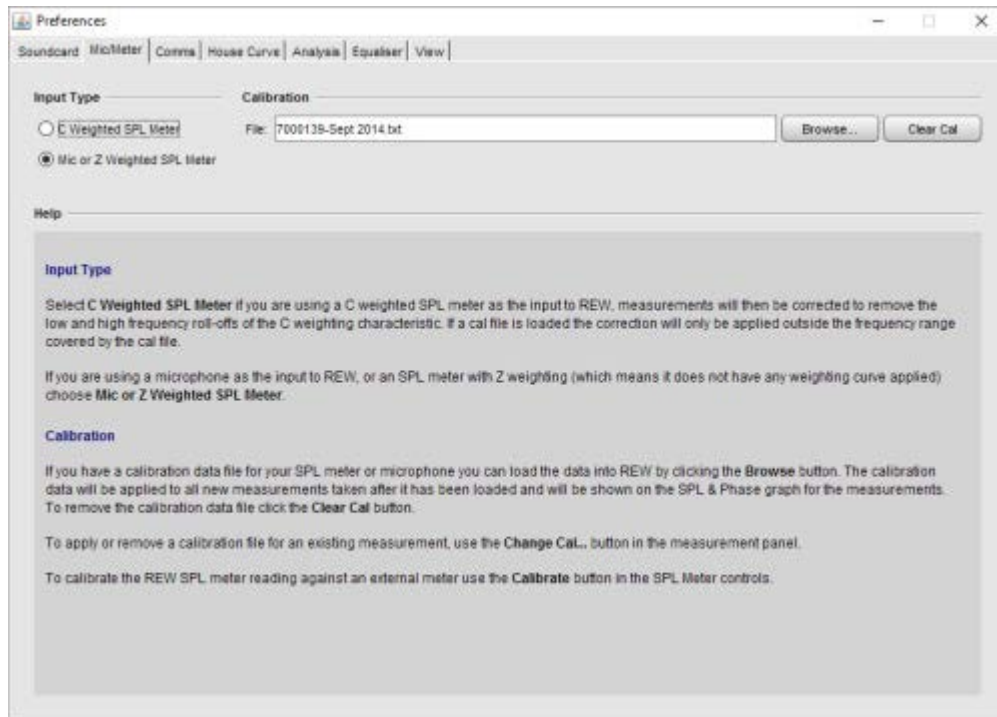 Preferences
Soundcard Mic/Meter Comms House Curve Analysis Equaliser View
Input Type Calibration
C Weighted SPL Meter File: 7000139-Sept 2014.txt Browse... Clear Cal
Mic or Z Weighted SPL Meter
Help
Input Type
Select C Weighted SPL Meter if you are using a C weighted SPL meter as the input to REW, measurements will then be corrected to remove the
low and high frequency roll-offs of the C weighting characteristic. If a cal file is loaded the correction will only be applied outside the frequency range
covered by the cal file.
If you are using a microphone as the input to REW, or an SPL meter with Z weighting (which means it does not have any weighting curve applied)
choose Mic or Z Weighted SPL Meter.
Calibration
If you have a calibration data file for your SPL meter or microphone you can load the data into REW by clicking the Browse button. The calibration
data will be applied to all new measurements taken after it has been loaded and will be shown on the SPL & Phase graph for the measurements.
To remove the calibration data file click the Clear Cal button.
To apply or remove a calibration file for an existing measurement, use the Change Cal... button in the measurement panel.
To calibrate the REW SPL meter reading against an external meter use the Calibrate button in the SPL Meter controls.